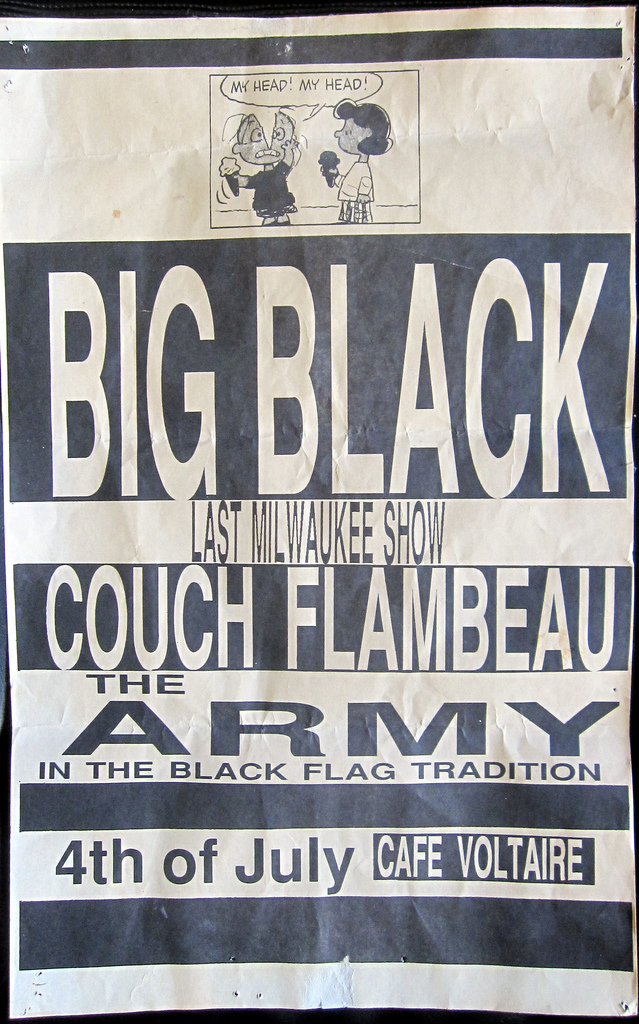 MY HEAD! MY HEAD!
BIG BLACK
LAST MILWAUKEE SHOW
COUCH FLAMBEAU
THE
ARMY
IN THE BLACK FLAG TRADITION
4th of July CAFE VOLTAIRE